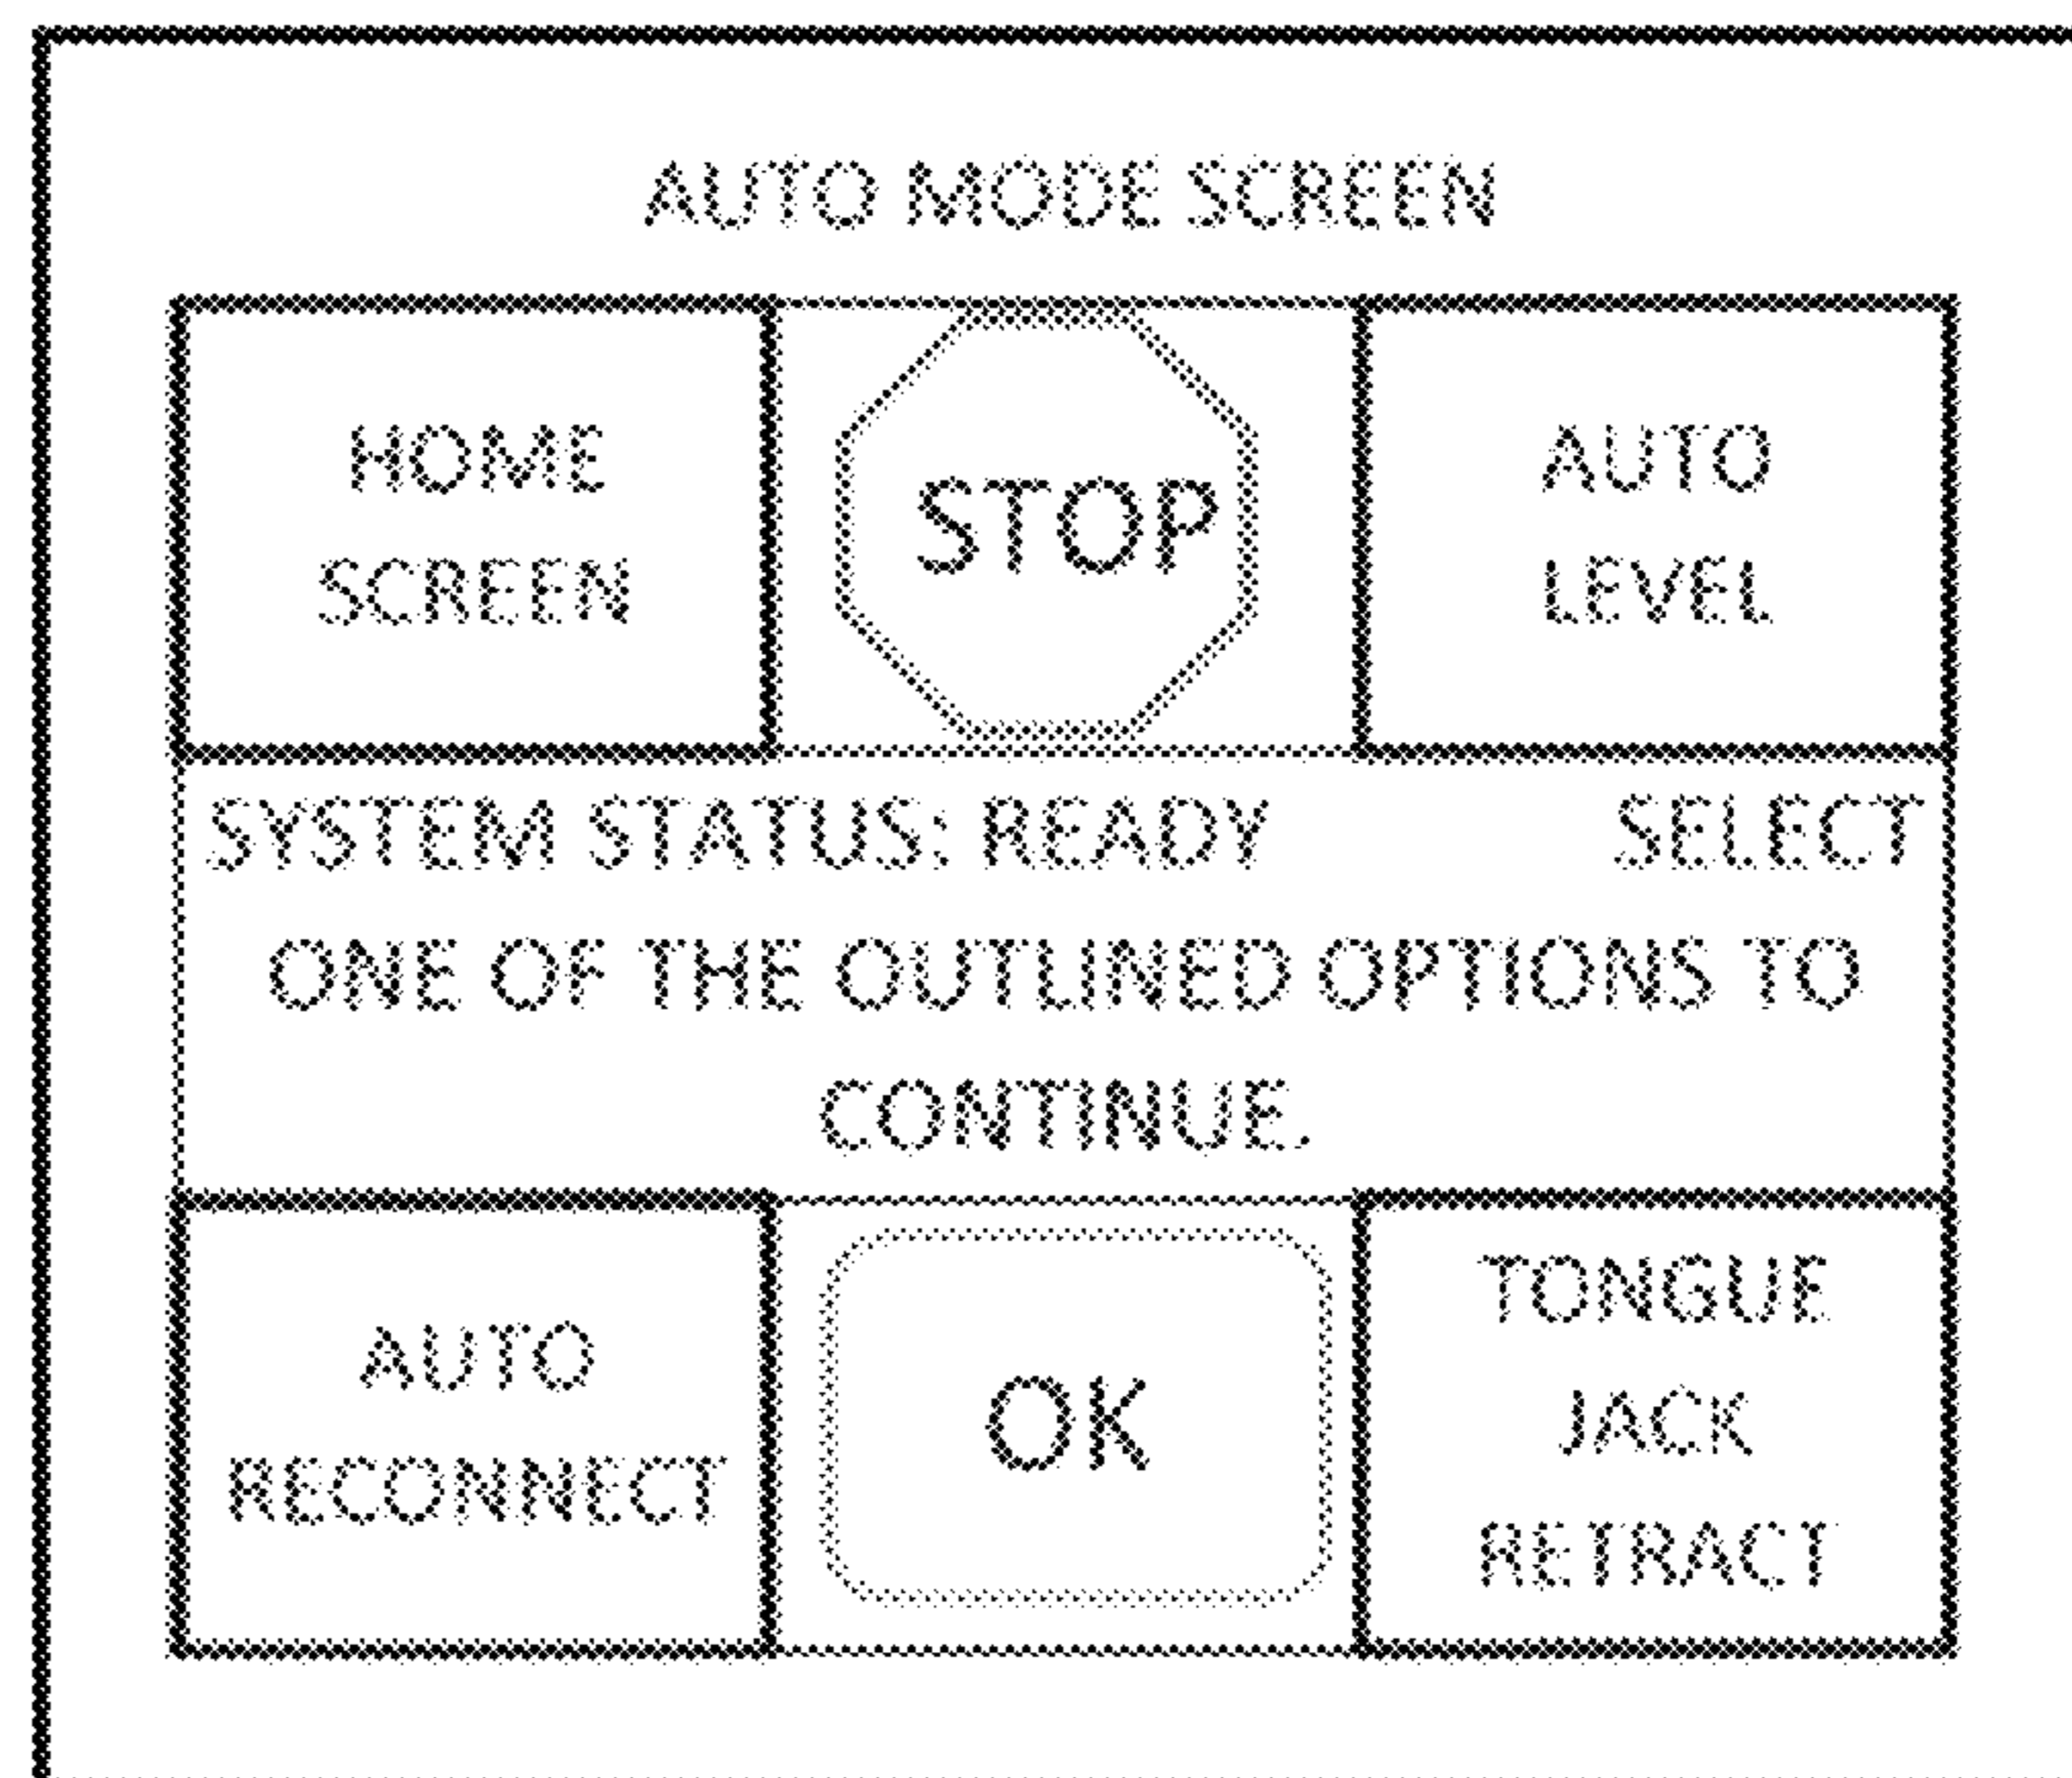 AUTO MODE SCREEN
HOME
SCREEN
STOP
AUTO
LEVEL
SYSTEM STATUS: READY SELECT
ONE OF THE OUTLINED OPTIONS TO
CONTINUE.
AUTO
RECONNECT
OK
TONGUE
JACK
RETRACT